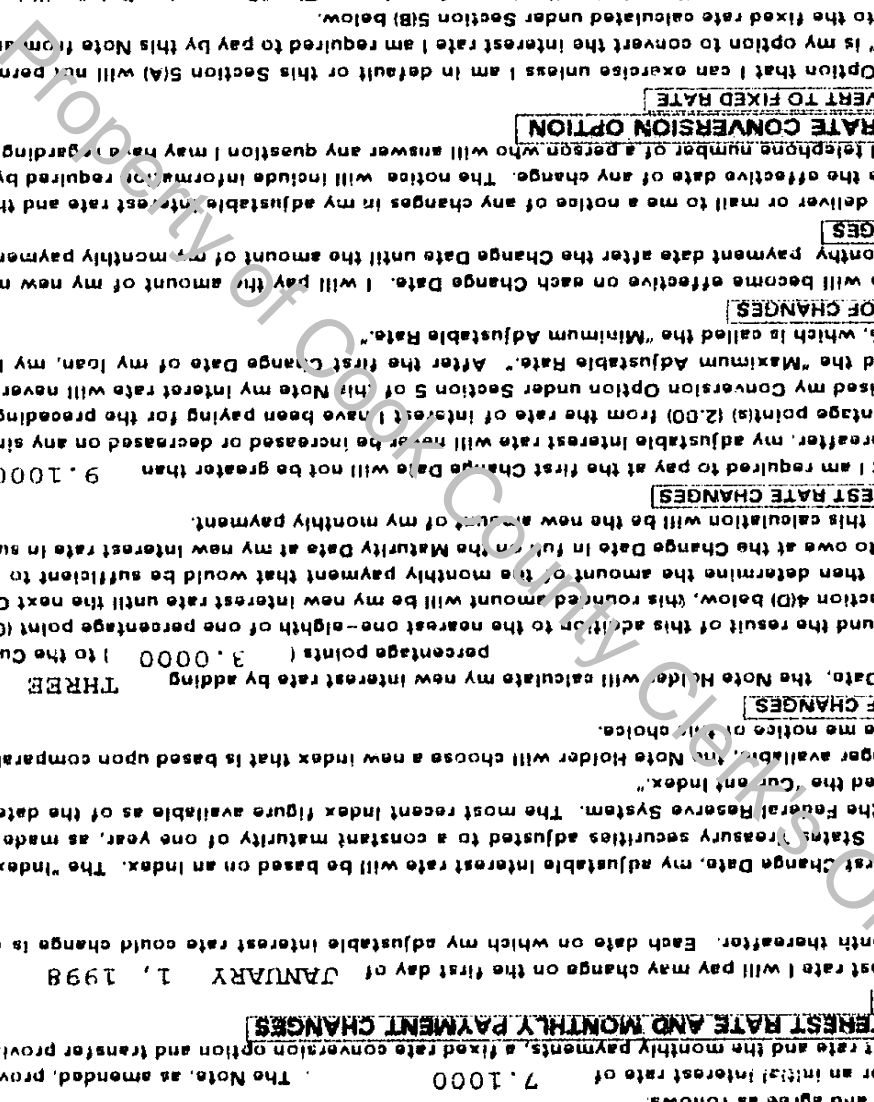 and agree as follows:
or an initial interest rate of 7.1000 . The Note, as amended, prov
t rate and the monthly payments, a fixed rate conversion option and transfer provis
EREST RATE AND MONTHLY PAYMENT CHANGES
est rate I will pay may change on the first day of JANUARY 1, 1998
nth thereafter. Each date on which my adjustable interest rate could change is
rst Change Date, my adjustable interest rate will be based on an Index. The "Index
States Treasury securities adjusted to a constant maturity of one year, as made
the Federal Reserve System. The most recent Index figure available as of the date
ed the "Current Index."
ger available, the Note Holder will choose a new index that is based upon comparab
e me notice of this choice.
F CHANGES
Date, the Note Holder will calculate my new interest rate by adding THREE
percentage points ( 3.0000 ) to the Cu
und the result of this addition to the nearest one-eighth of one percentage point (0
ction 4(D) below, this rounded amount will be my new interest rate until the next C
then determine the amount of the monthly payment that would be sufficient to
to owe at the Change Date in full on the Maturity Date at my new interest rate in su
this calculation will be the new amount of my monthly payment.
EST RATE CHANGES
t I am required to pay at the first Change Date will not be greater than 9.1000
ereafter, my adjustable interest rate will never be increased or decreased on any sin
entage point(s) (2.00) from the rate of interest I have been paying for the preceding
ised my Conversion Option under Section 5 of this Note my interet rate will never
d the "Maximum Adjustable Rate." After the first Change Date of my loan, my i
, which is called the "Minimum Adjustable Rate."
OF CHANGES
e will become effective on each Change Date. I will pay the amount of my new m
onthy payment date after the Change Date until the amount of my monthly paymen
GES
deliver or mail to me a notice of any changes in my adjustable interest rate and th
e the effective date of any change. The notice will include information required by
l telephone number of a person who will answer any question I may have regarding
RATE CONVERSION OPTION
VERT TO FIXED RATE
Option that I can exercise unless I am in default or this Section 5(A) will not perm
" is my option to convert the interest rate I am required to pay by this Note from an
to the fixed rate calculated under Section 5(B) below.
Property of Cook County Clerk's Of